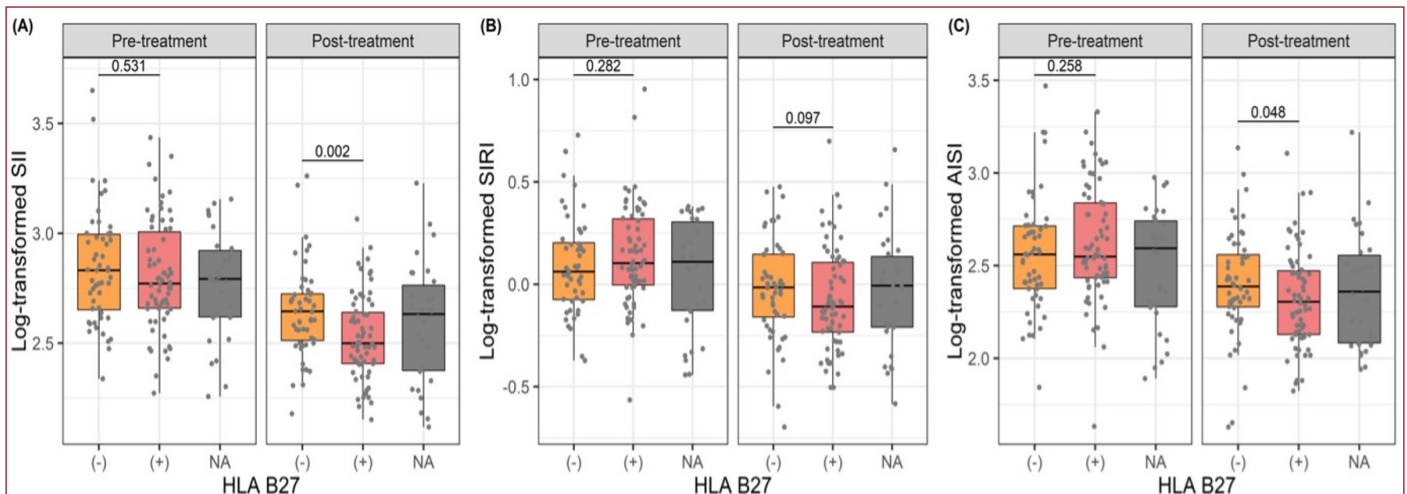 (A)
Pre-treatment
Post-treatment
0.531
0.002
3.5
3.0
2.5
Log-transformed SII
(-) (+) NA
(-) (+) NA
HLA B27
(B)
Pre-treatment
Post-treatment
0.282
0.097
1.0
0.5
0.0
-0.5
Log-transformed SIRI
(-) (+) NA
(-) (+) NA
HLA B27
(C)
Pre-treatment
Post-treatment
0.258
0.048
3.5
3.0
2.5
2.0
Log-transformed AISI
(-) (+) NA
(-) (+) NA
HLA B27